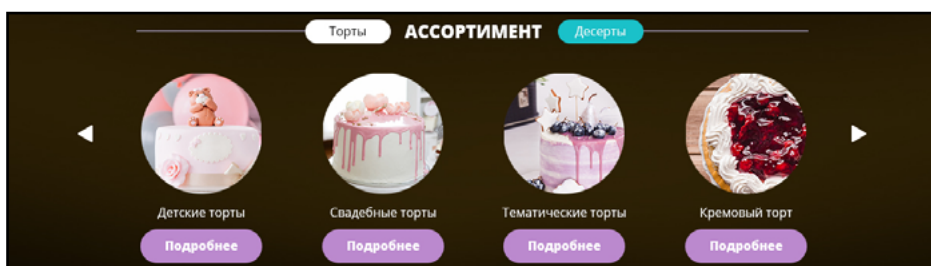 Торты АССОРТИМЕНТ Десерты
Детские торты Свадебные торты Тематические торты Кремовый торт
Подробнее Подробнее Подробнее Подробнее